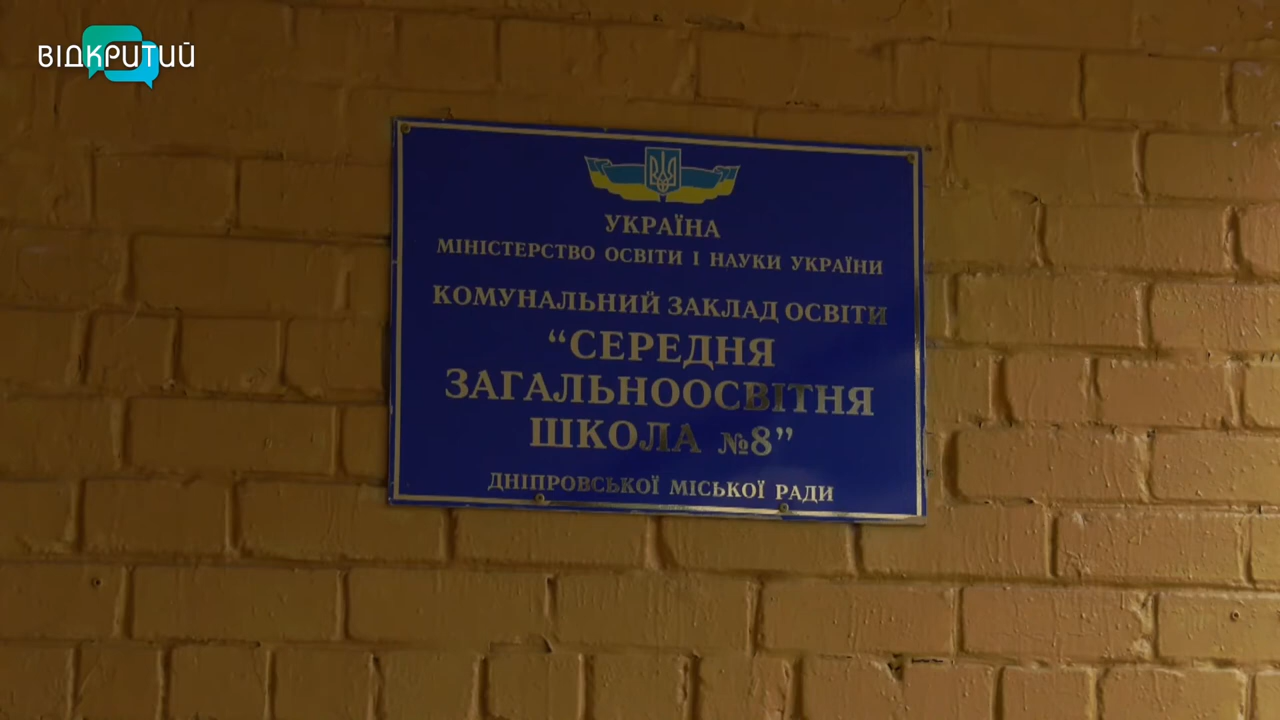 ВІДКРИТИЙ
УКРАЇНА
МІНІСТЕРСТВО ОСВІТИ І НАУКИ УКРАЇНИ
КОМУНАЛЬНИЙ ЗАКЛАД ОСВІТИ
“СЕРЕДНЯ
ЗАГАЛЬНООСВІТНЯ
ШКОЛА №8”
ДНІПРОВСЬКОЇ МІСЬКОЇ РАДИ